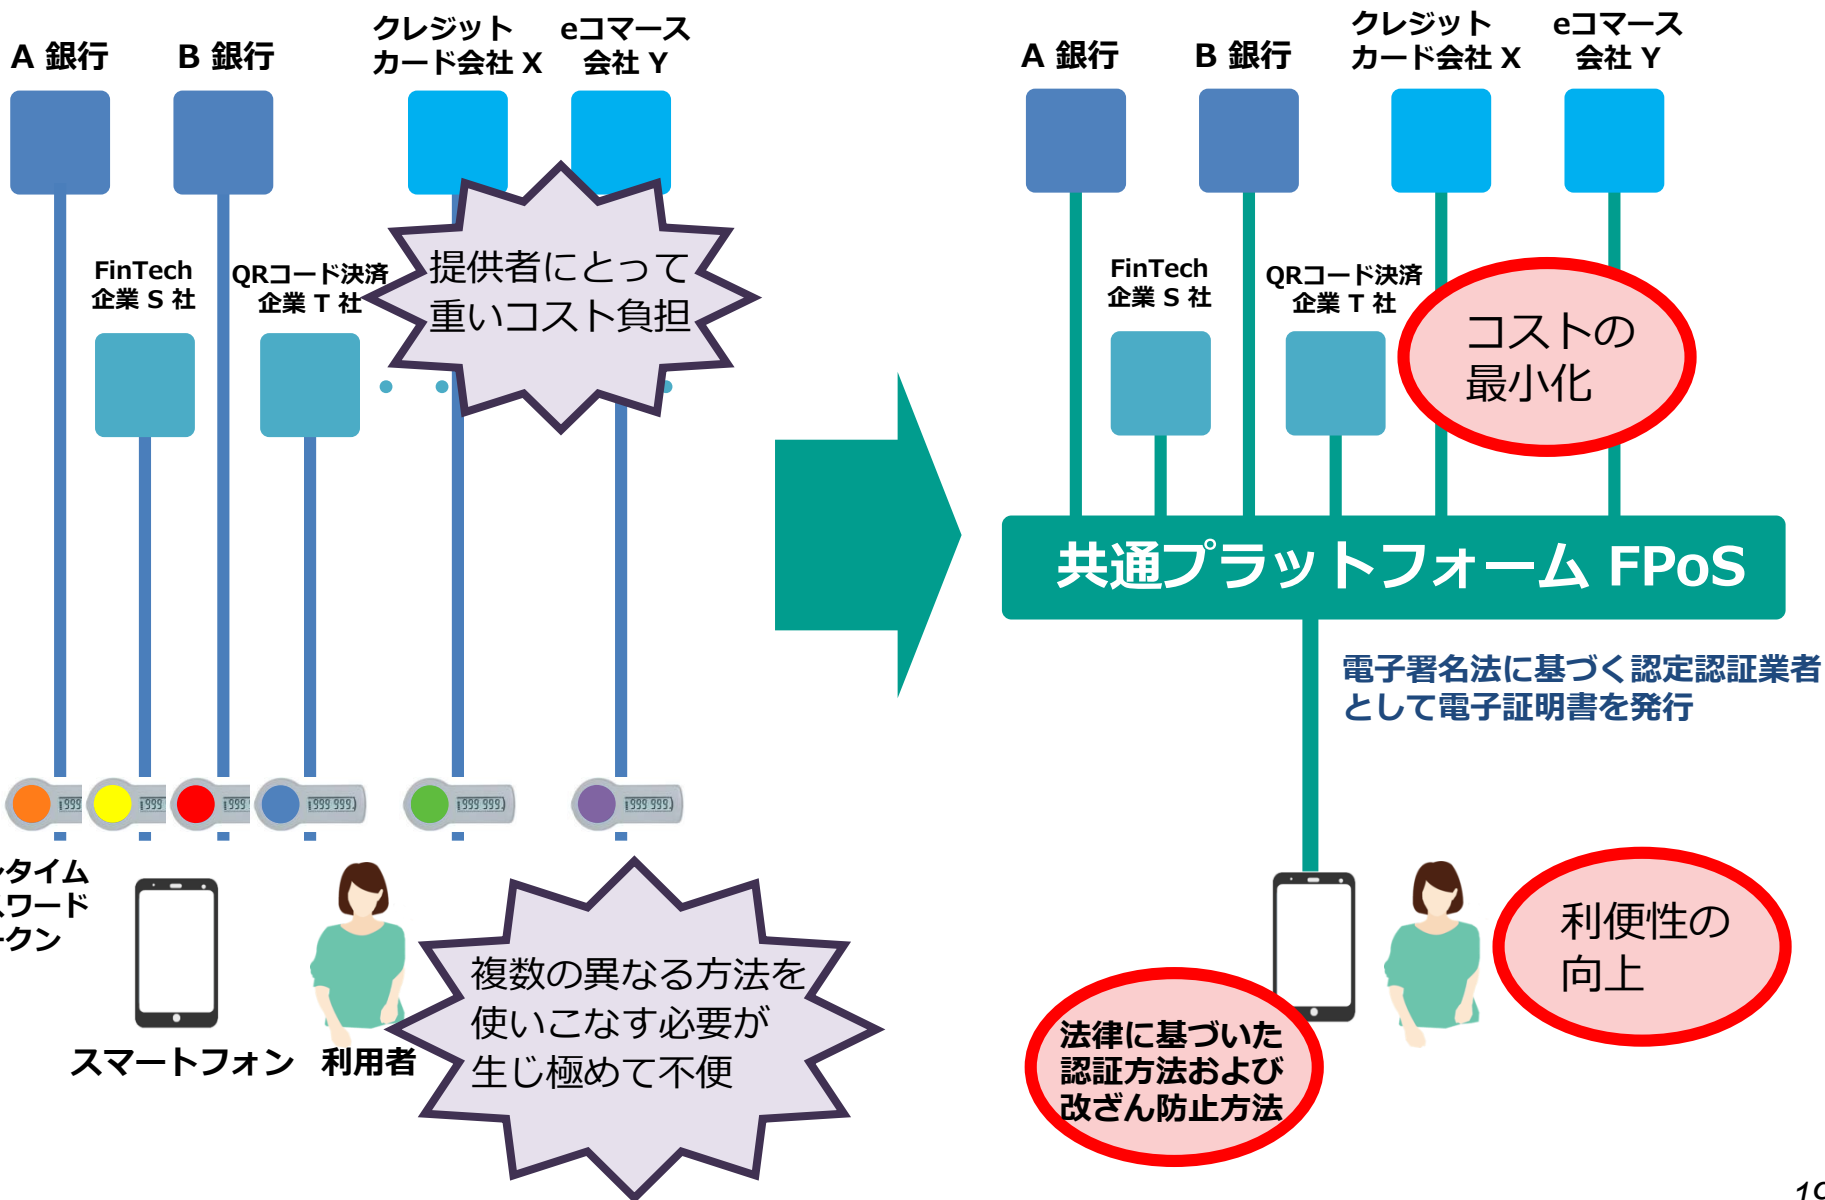 A 銀行
B 銀行
クレジット
カード会社 X
eコマース
会社 Y
FinTech
企業 S 社
QRコード決済
企業 T 社
提供者にとって
重いコスト負担
スマートフォン
利用者
複数の異なる方法を
使いこなす必要が
生じ極めて不便
A 銀行
B 銀行
クレジット
カード会社 X
eコマース
会社 Y
FinTech
企業 S 社
QRコード決済
企業 T 社
コストの
最小化
共通プラットフォーム FPoS
電子署名法に基づく認定認証業者
として電子証明書を発行
利便性の
向上
法律に基づいた
認証方法および
改ざん防止方法